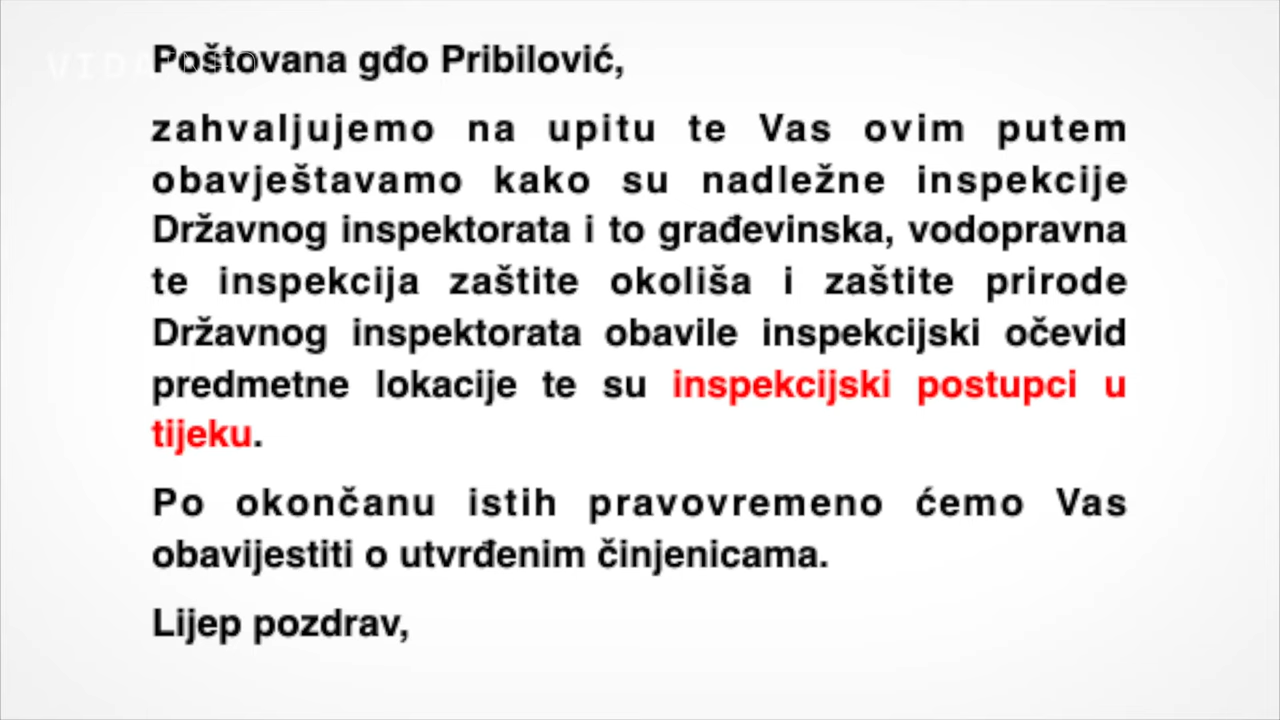 Poštovana gđo Pribilović,
zahvaljujemo na upitu te Vas ovim putem
obavještavamo kako su nadležne inspekcije
Državnog inspektorata i to građevinska, vodopravna
te inspekcija zaštite okoliša i zaštite prirode
Državnog inspektorata obavile inspekcijski očevid
predmetne lokacije te su inspekcijski postupci u
tijeku.
Po okončanu istih pravovremeno ćemo Vas
obavijestiti o utvrđenim činjenicama.
Lijep pozdrav,